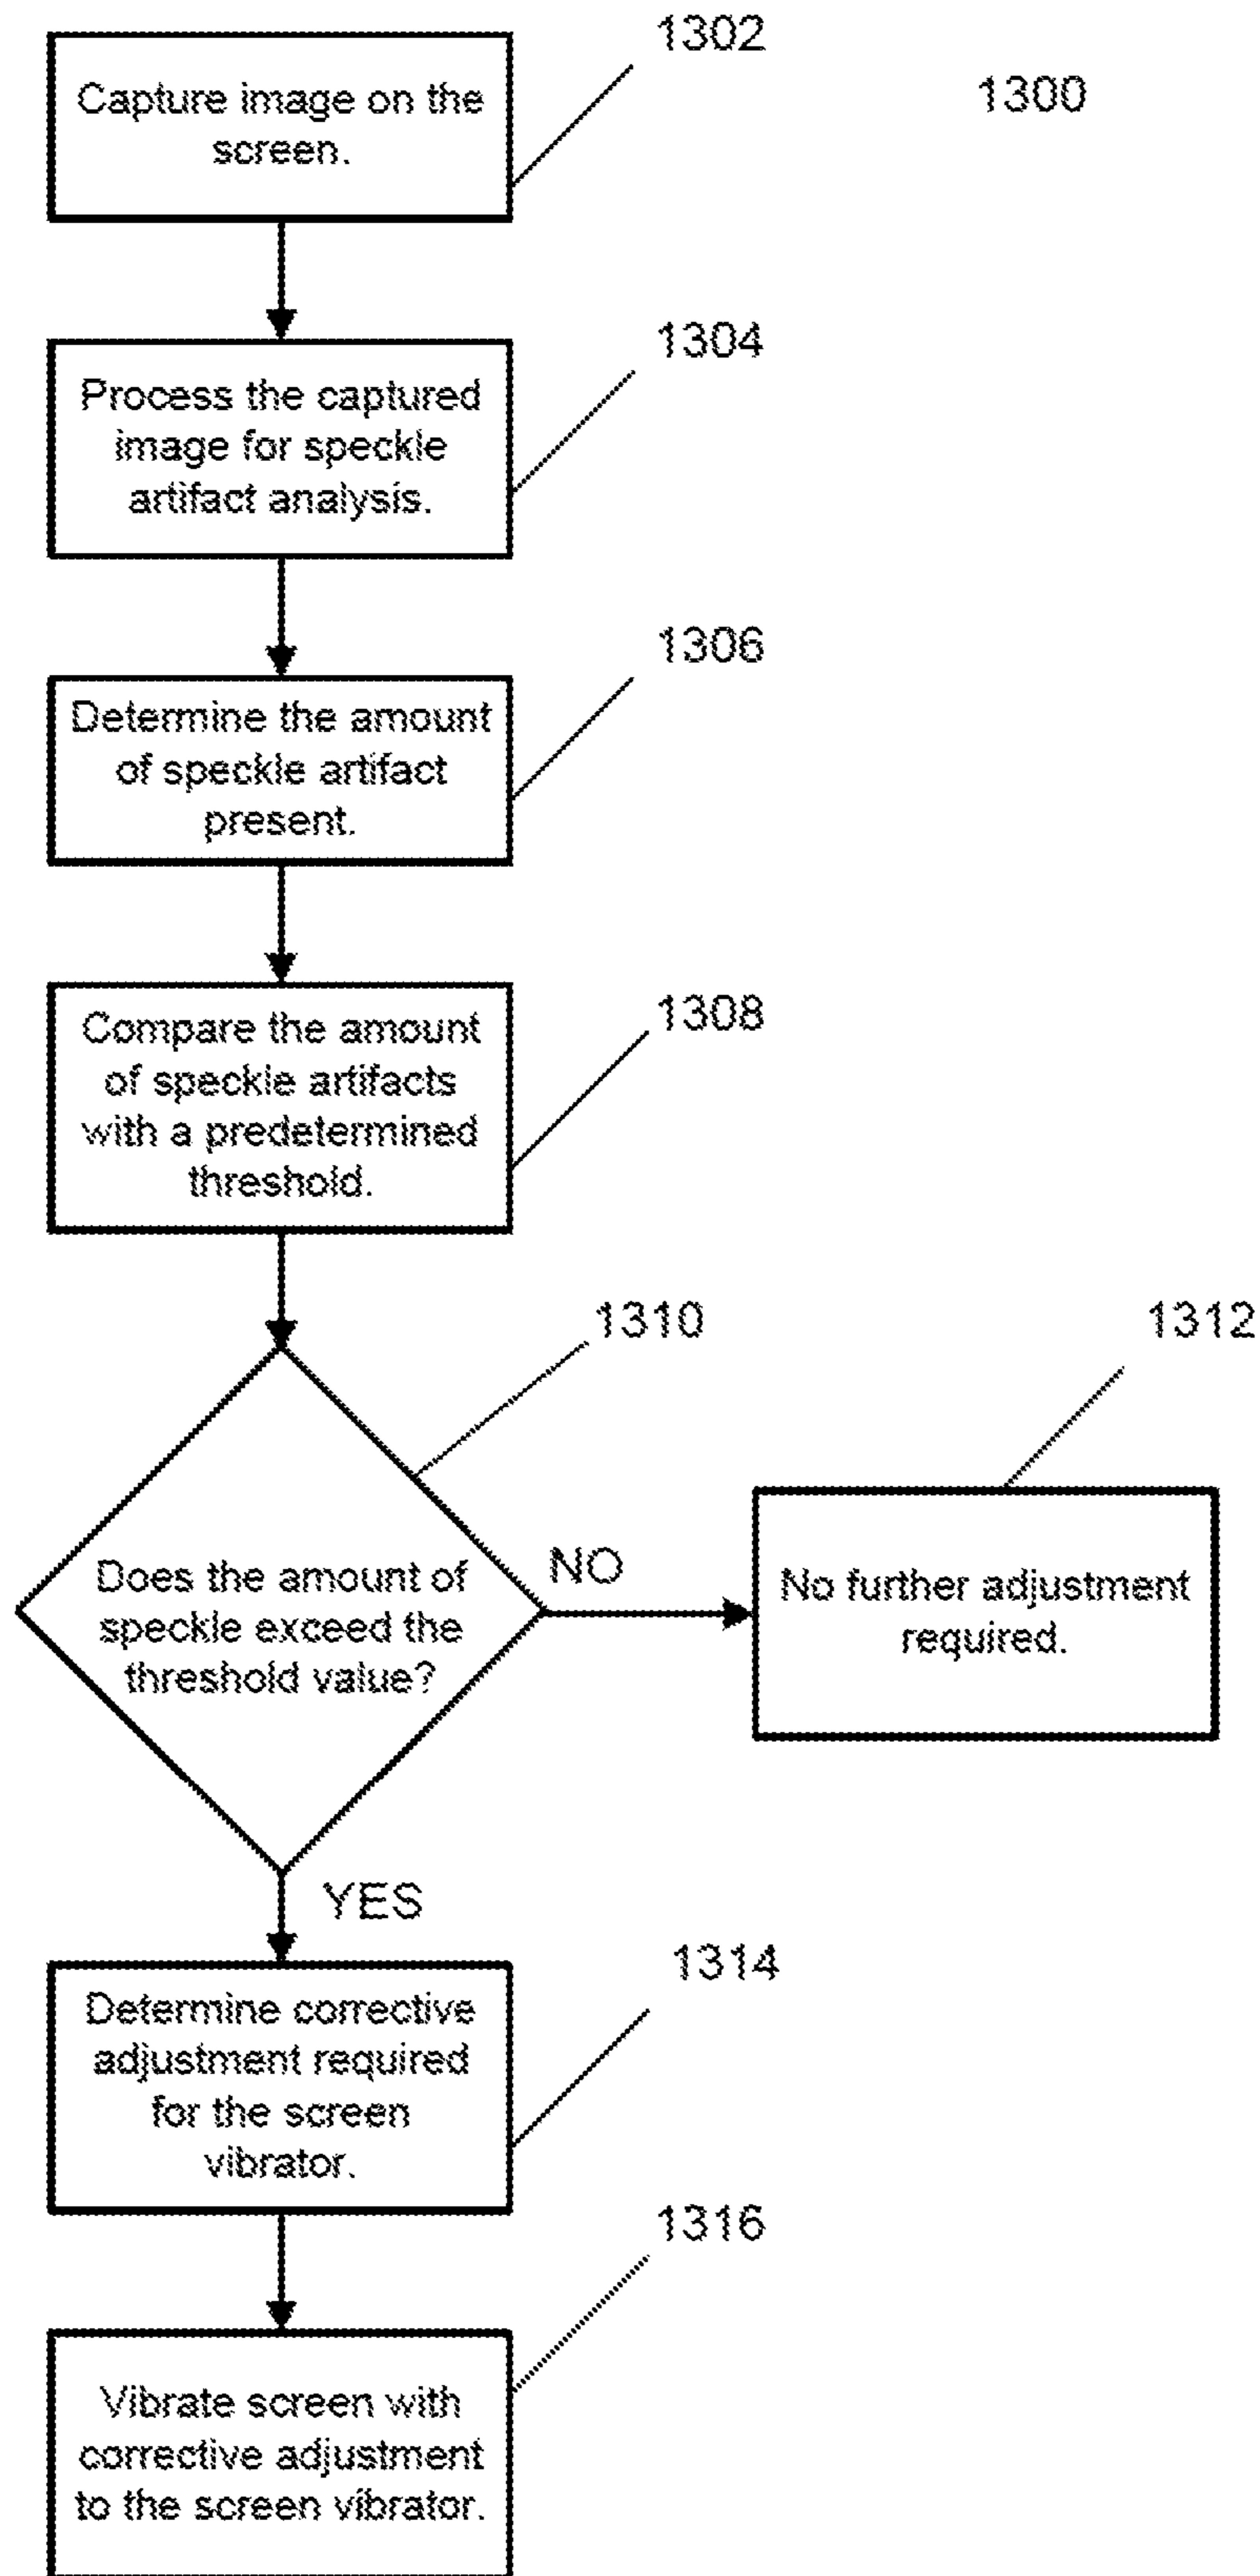 1302
1300
Capture image on the
screen.
1304
Process the captured
image for speckle
artifact analysis.
1306
Determine the amount
of speckle artifact
present.
1308
Compare the amount
of speckle artifacts
with a predetermined
threshold.
1310
1312
Does the amount of
speckle exceed the
threshold value?
NO
No further adjustment
required.
YES
1314
Determine corrective
adjustment required
for the screen
vibrator.
1316
Vibrate screen with
corrective adjustment
to the screen vibrator.